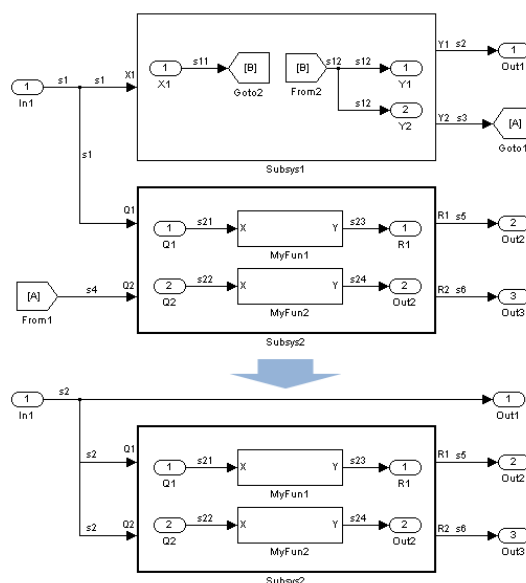 s11 [B] [B] s12 s12 Y1 s2 1
s1 s1 X1 1 1 Out1
1 X1 Goto2 From2 Y1
In1 s12 2 Y2 s3 [A]
Y2 Goto1
s1
Subsys1
Q1 s21 X Y s23 R1 s5 2
1 1
Q1 MyFun1 R1 Out2
[A] s4 Q2 s22 X Y s24 R2 s6 3
2 2
From1 Q2 MyFun2 Out2 Out3
Subsys2
s2
1 1
In1 Out1
Q1 s21 X Y s23 R1 s5 2
s2 1 1
Q1 MyFun1 R1 Out2
Q2 s22 X Y s24 R2 s6 3
s2 2 2
Q2 MyFun2 Out2 Out3
Subsys2